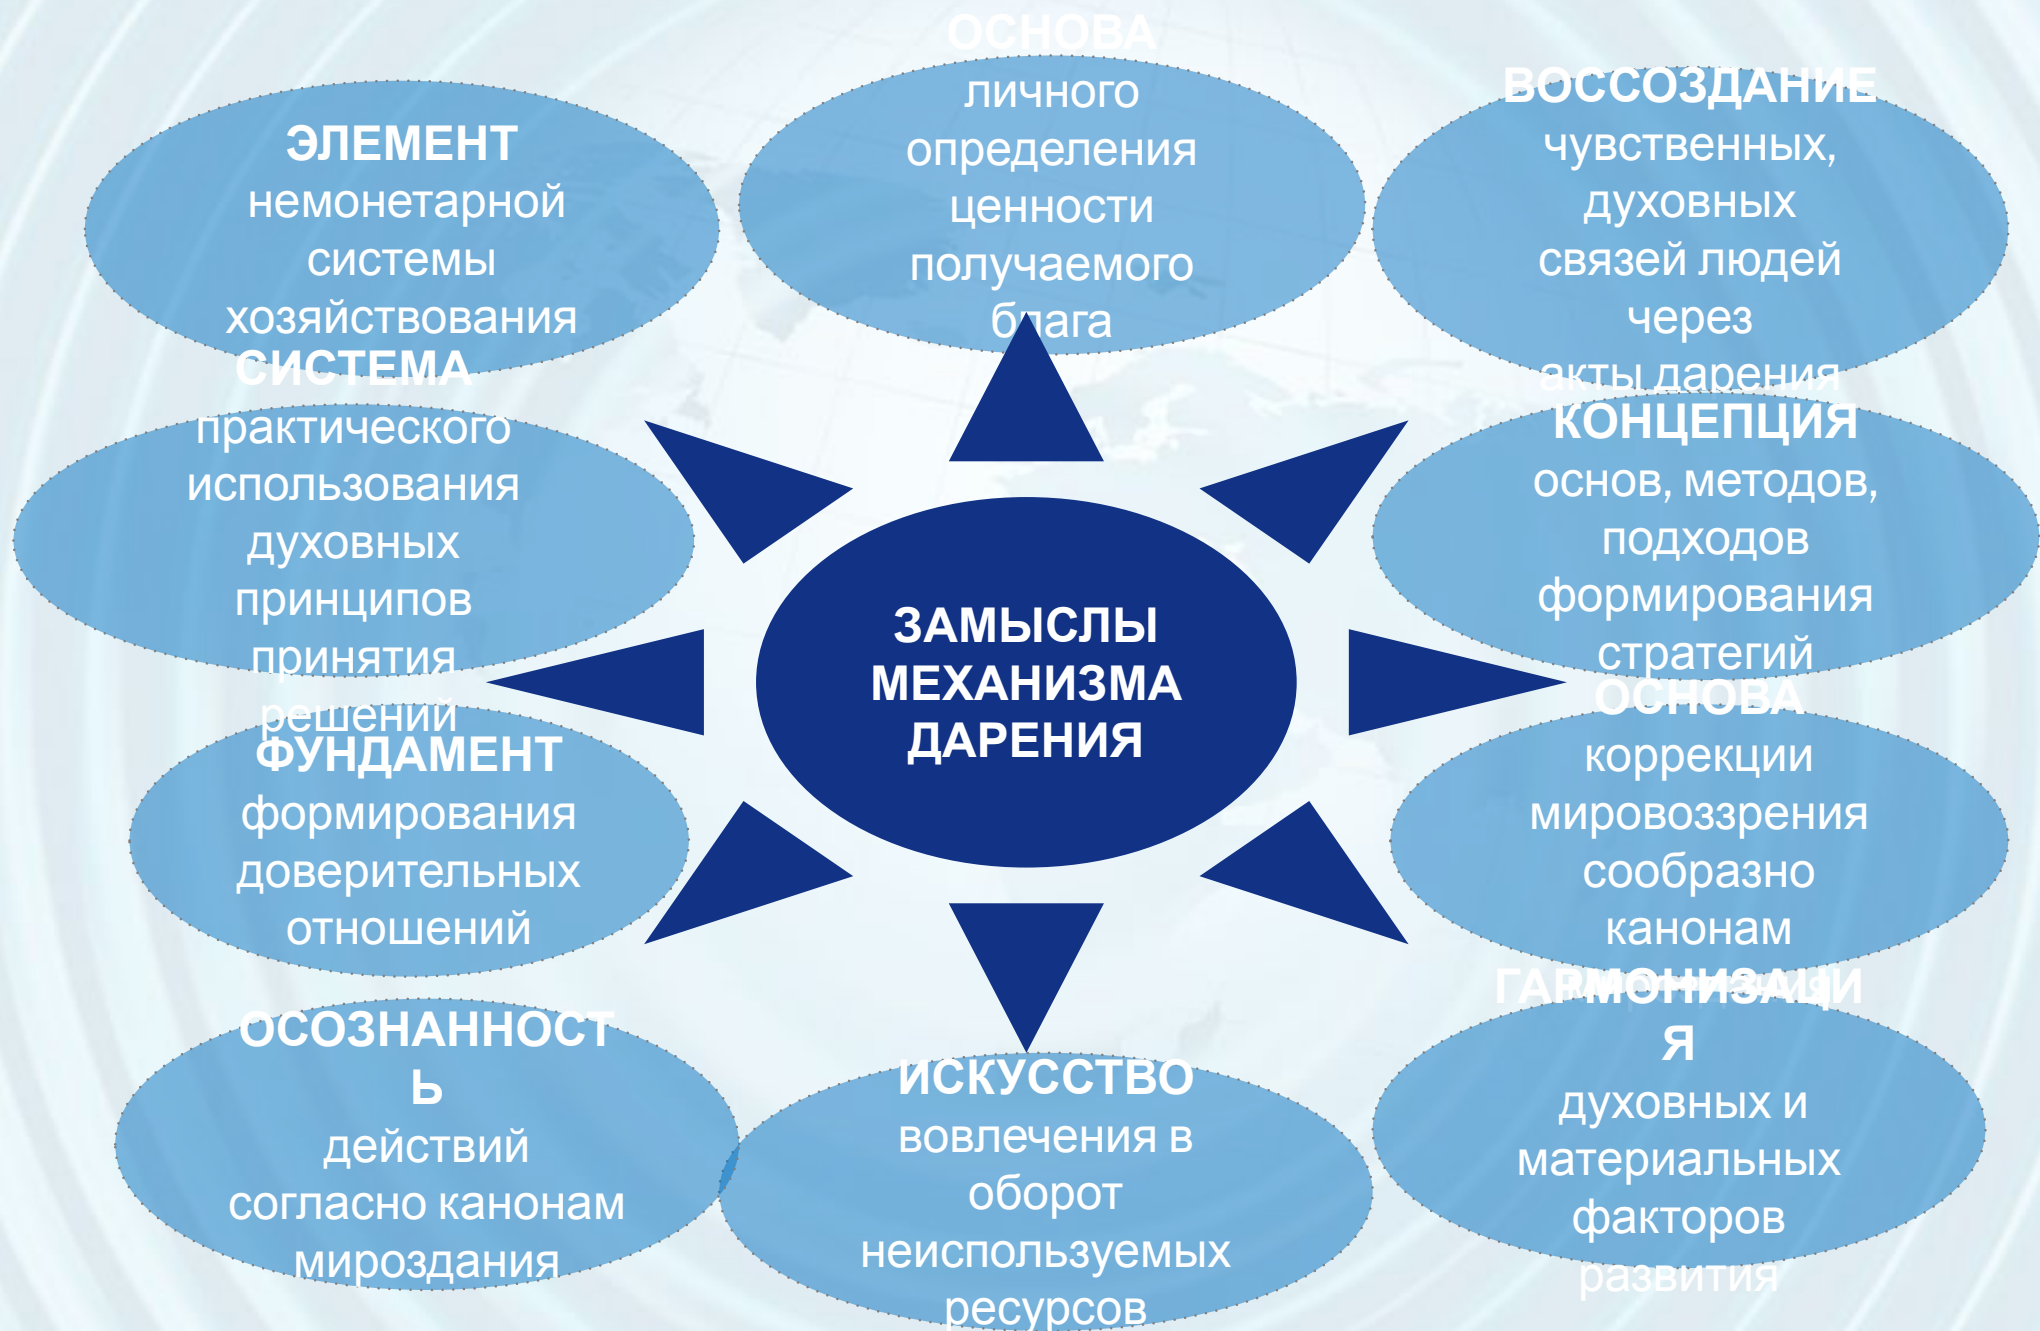 ОСНОВА
личного
определения
ценности
получаемого
блага
ЭЛЕМЕНТ
немонетарной
системы
хозяйствования
ВОССОЗДАНИЕ
чувственных,
духовных
связей людей
через
акты дарения
СИСТЕМА
практического
использования
духовных
принципов
принятия
решений
КОНЦЕПЦИЯ
основ, методов,
подходов
формирования
стратегий
ЗАМЫСЛЫ
МЕХАНИЗМА
ДАРЕНИЯ
ФУНДАМЕНТ
формирования
доверительных
отношений
ОСНОВА
коррекции
мировоззрения
сообразно
канонам
ОСОЗНАННОСТ
Ь
действий
согласно канонам
мироздания
ИСКУССТВО
вовлечения в
оборот
неиспользуемых
ресурсов
ГАРМОНИЗАЦИ
Я
духовных и
материальных
факторов
развития